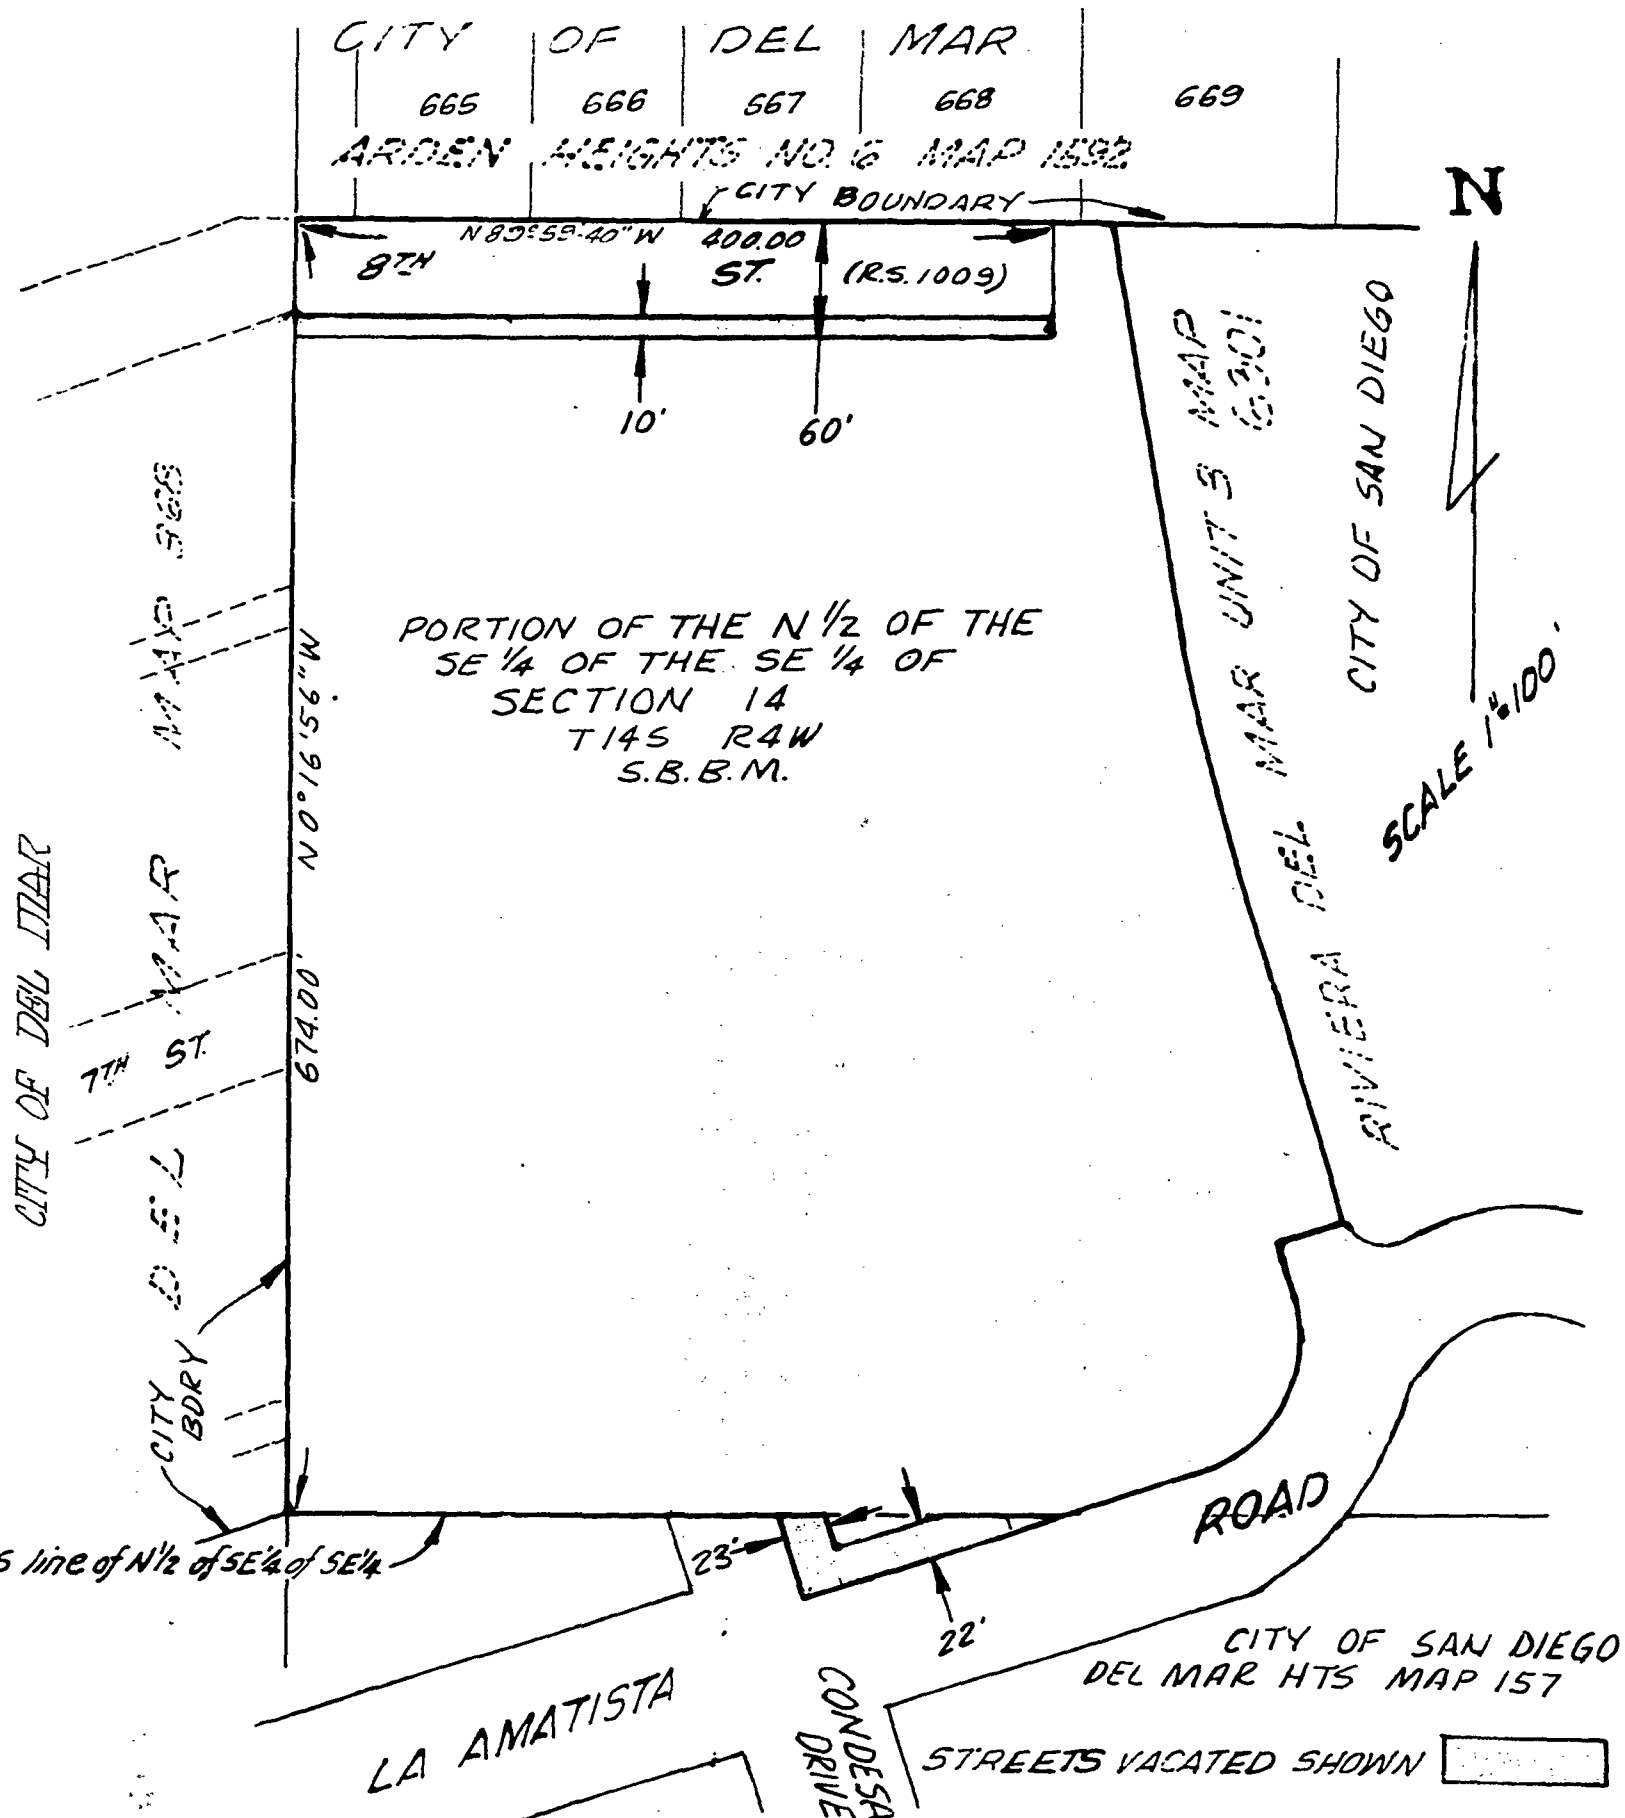 CITY OF DEL MAR
665 666 567 668 669
ARDEN HEIGHTS NO. 6 MAP 1892
CITY BOUNDARY
N
N 89°59'40" W 400.00
8TH ST. (R.S. 1009)
10' 60'
MAP 6301
RIVIERA DEL MAR UNIT 3
CITY OF SAN DIEGO
SCALE 1"=100'
PORTION OF THE N 1/2 OF THE
SE 1/4 OF THE SE 1/4 OF
SECTION 14
T14S R4W
S.B.B.M.
674.00' N 0°16'56" W
DEL MAR MAP 368
CITY OF DEL MAR
7TH ST.
CITY BDRY
S line of N 1/2 of SE 1/4 of SE 1/4
23'
22'
ROAD
LA AMATISTA
CONDESA
DRIVE
CITY OF SAN DIEGO
DEL MAR HTS MAP 157
STREETS VACATED SHOWN